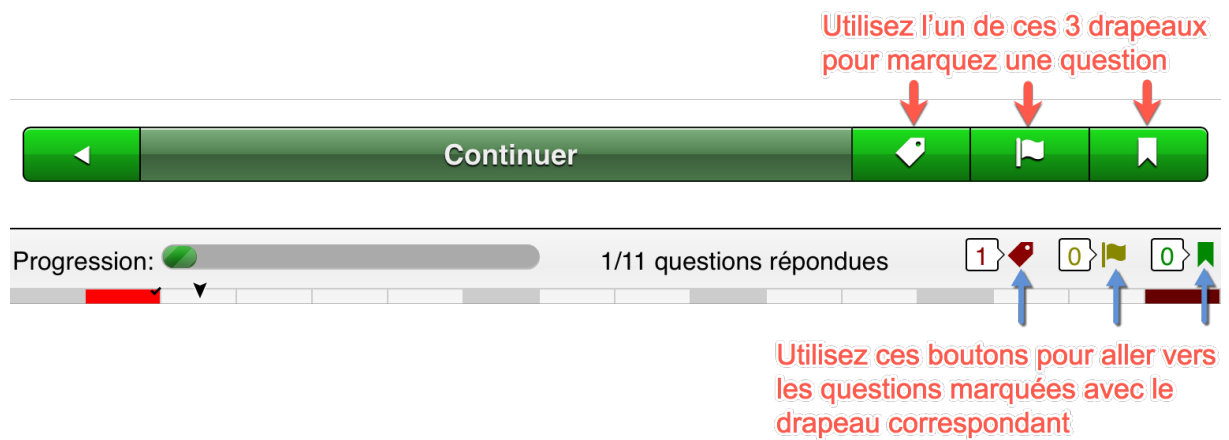 Utilisez l'un de ces 3 drapeaux
pour marquez une question
Continuer
Progression:
1/11 questions répondues
1
0
0
Utilisez ces boutons pour aller vers
les questions marquées avec le
drapeau correspondant